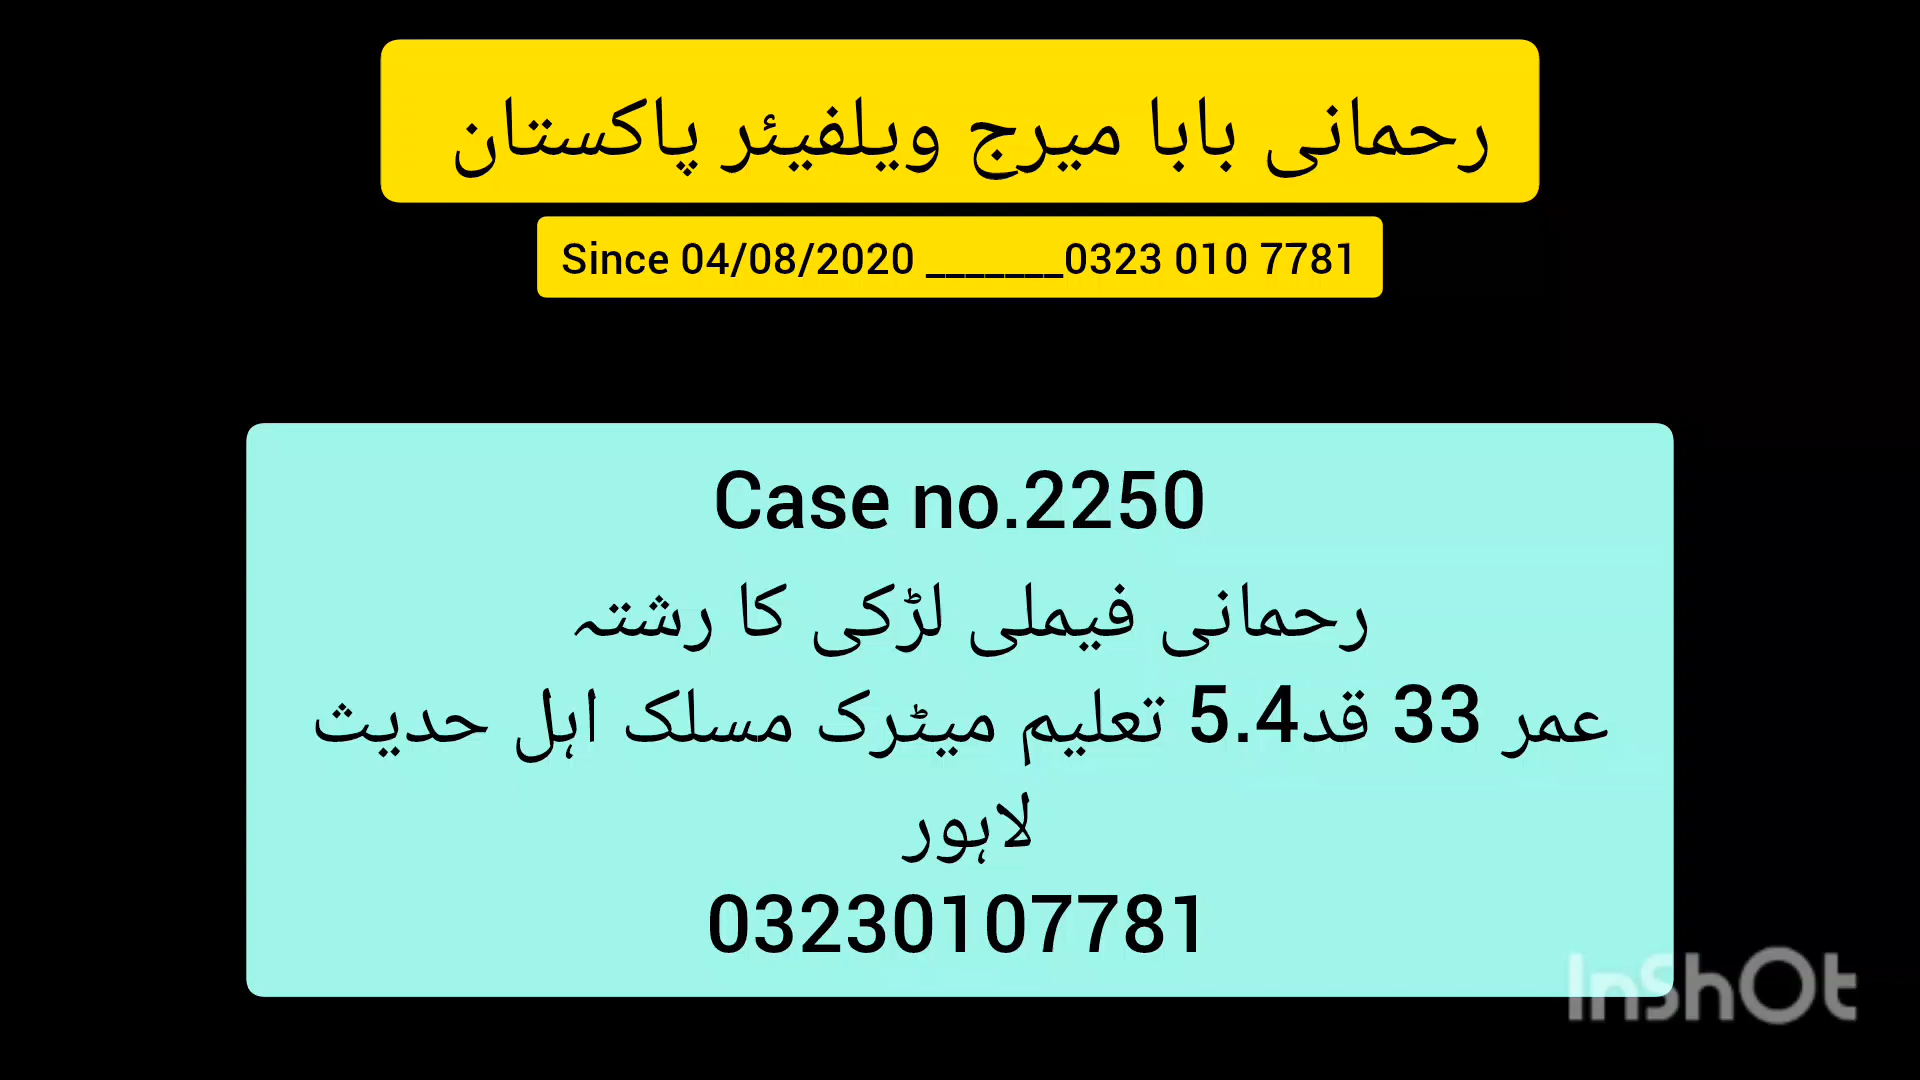 رحمانی بابا میرج ویلفیئر پاکستان
Since 04/08/2020 _______0323 010 7781
Case no.2250
رحمانی فیملی لڑکی کا رشتہ
عمر 33 قد5.4 تعلیم میٹرک مسلک اہل حدیث
لاہور
03230107781
InShOt